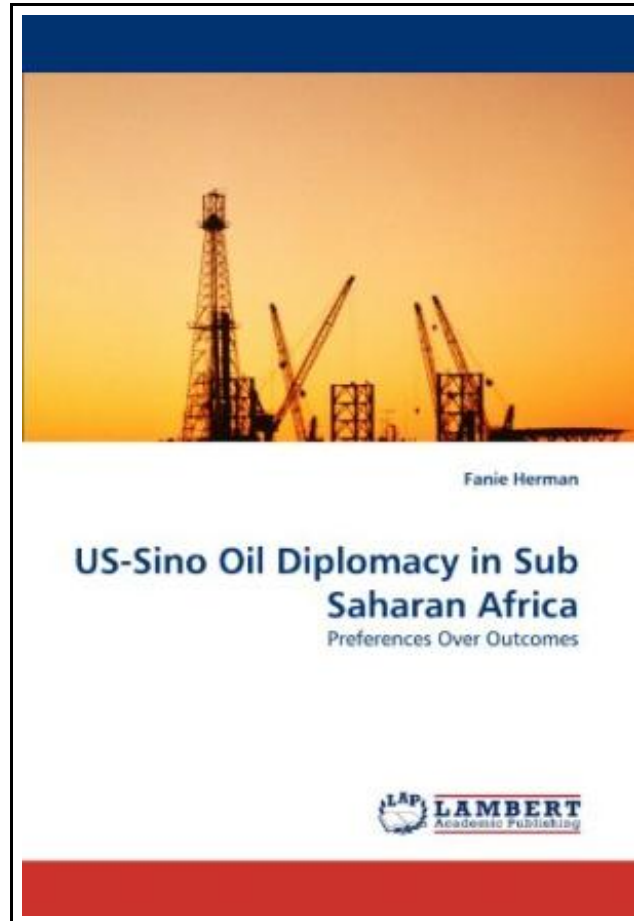 Fanie Herman
US-Sino Oil Diplomacy in Sub
Saharan Africa
Preferences Over Outcomes
LAP
LAMBERT
Academic Publishing